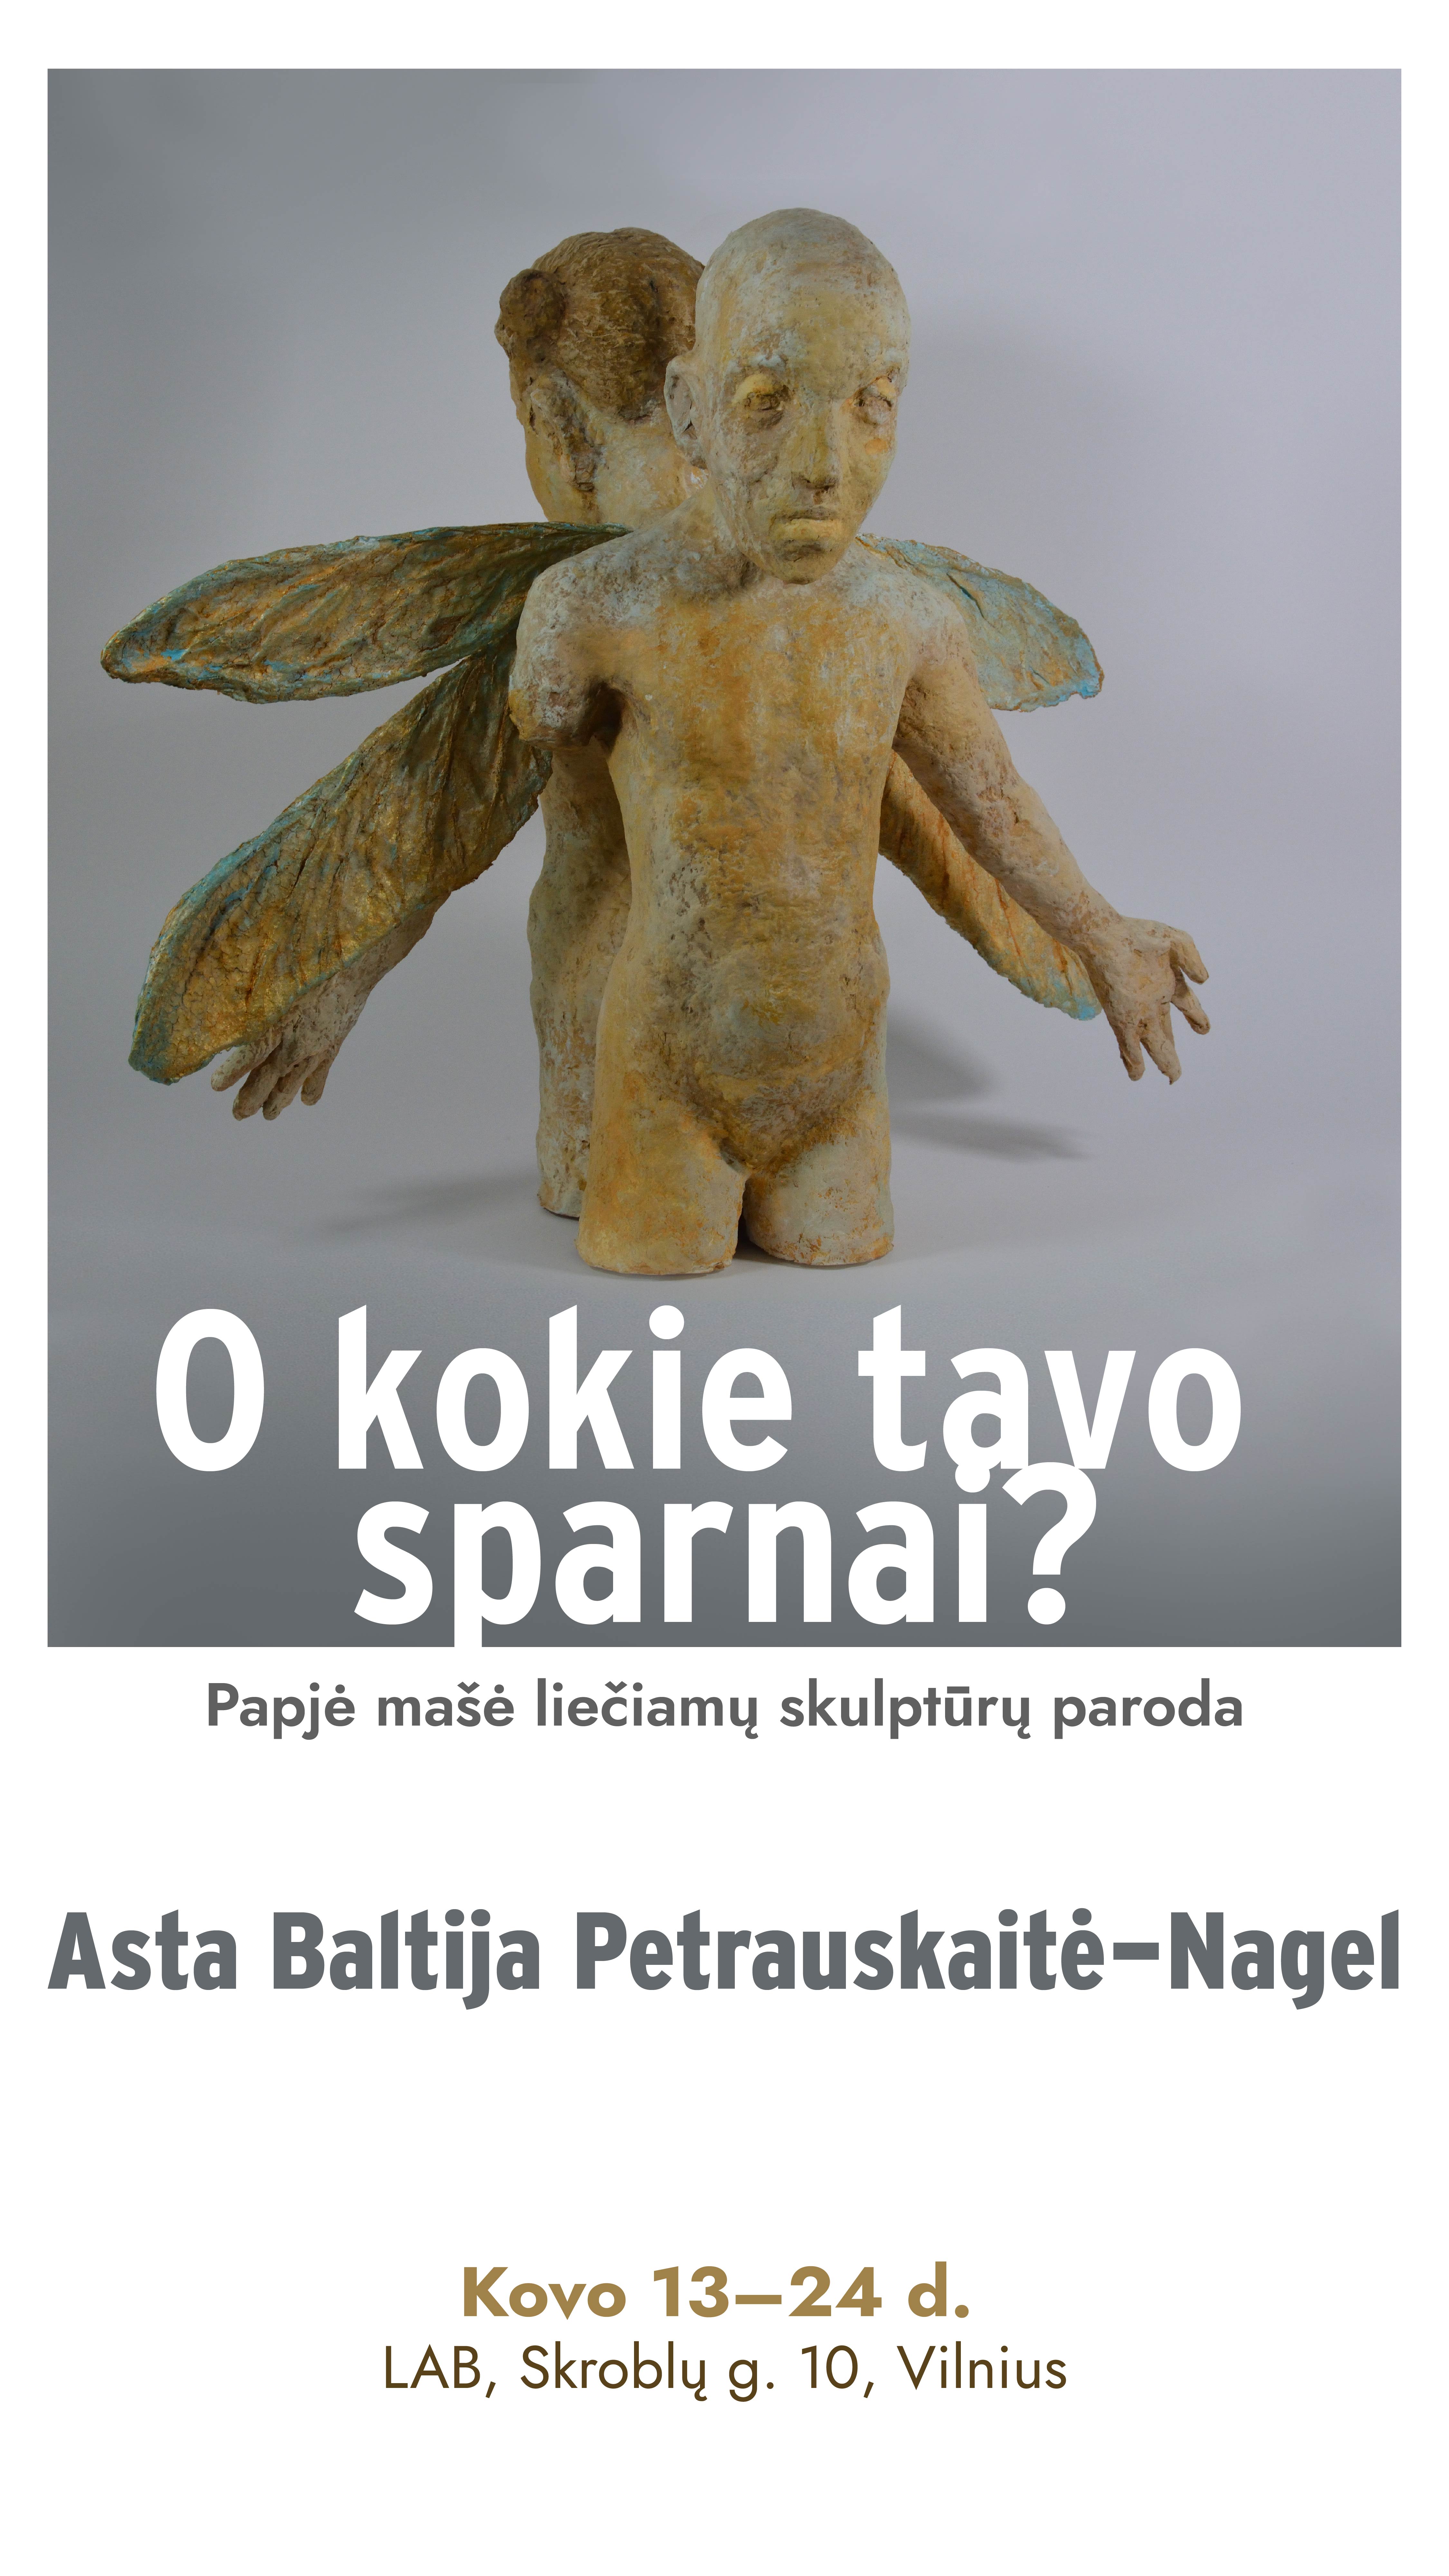 O kokie tavo
sparnai?
Papjė mašė liečiamų skulptūrų paroda
Asta Baltija Petrauskaitė–Nagel
Kovo 13–24 d.
LAB, Skroblų g. 10, Vilnius